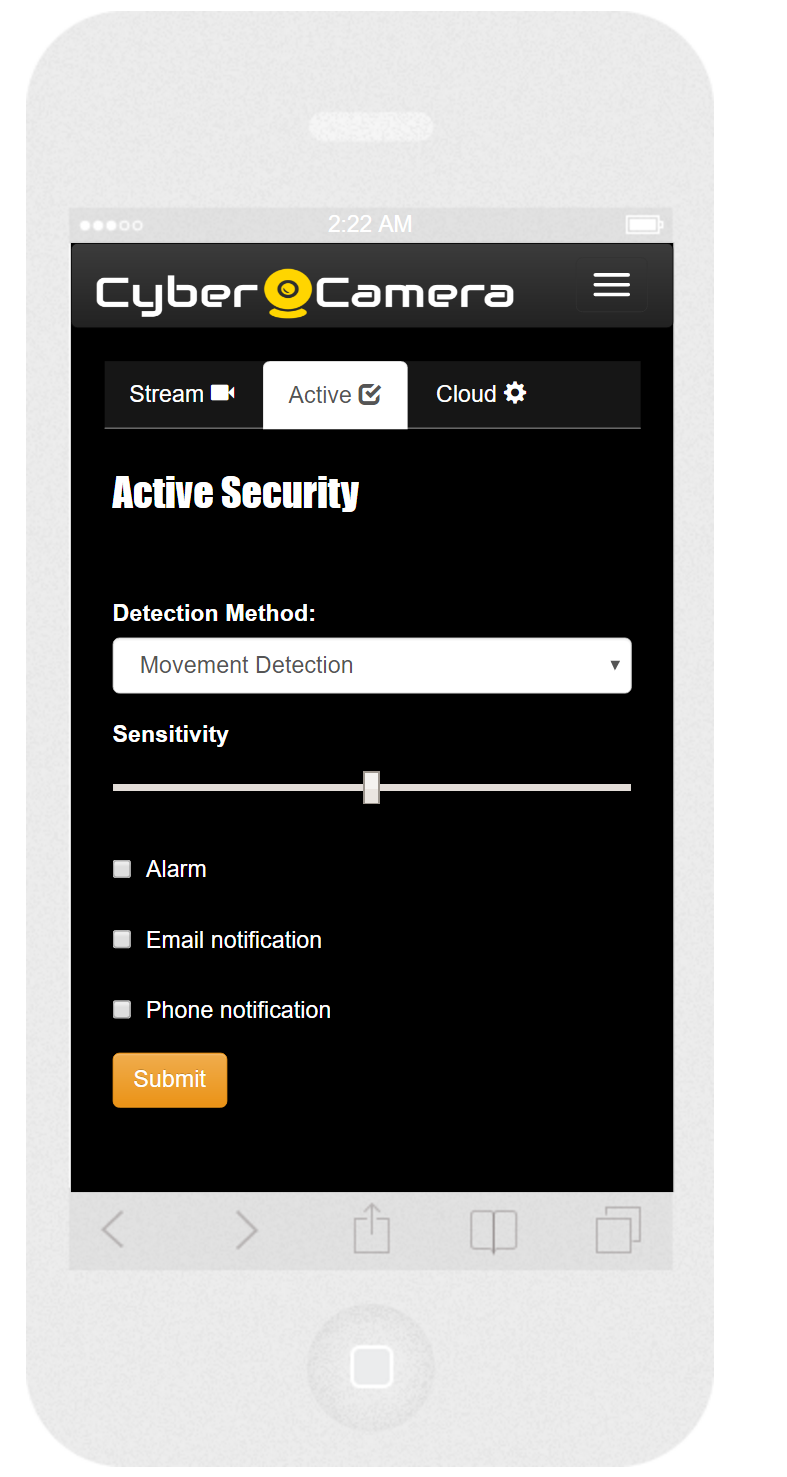 2:22 AM
Cyber Camera
Stream Active Cloud
Active Security
Detection Method:
Movement Detection
Sensitivity
Alarm
Email notification
Phone notification
Submit